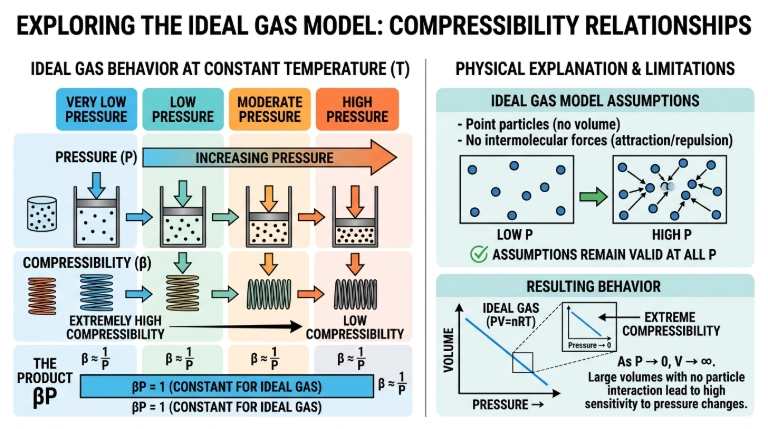 EXPLORING THE IDEAL GAS MODEL: COMPRESSIBILITY RELATIONSHIPS
IDEAL GAS BEHAVIOR AT CONSTANT TEMPERATURE (T)
VERY LOW
PRESSURE
LOW
PRESSURE
MODERATE
PRESSURE
HIGH
PRESSURE
PRESSURE (P)
INCREASING PRESSURE
COMPRESSIBILITY (β)
EXTREMELY HIGH
COMPRESSIBILITY
LOW
COMPRESSIBILITY
THE
PRODUCT
βP
β ≈ 1/P
β ≈ 1/P
β ≈ 1/P
β ≈ 1/P
βP = 1 (CONSTANT FOR IDEAL GAS)
β ≈ 1/P
βP = 1 (CONSTANT FOR IDEAL GAS)
PHYSICAL EXPLANATION & LIMITATIONS
IDEAL GAS MODEL ASSUMPTIONS
- Point particles (no volume)
- No intermolecular forces (attraction/repulsion)
LOW P
HIGH P
ASSUMPTIONS REMAIN VALID AT ALL P
RESULTING BEHAVIOR
VOLUME
PRESSURE →
IDEAL GAS
(PV=nRT)
Pressure → 0
EXTREME
COMPRESSIBILITY
As P → 0, V → ∞.
Large volumes with no particle
interaction lead to high
sensitivity to pressure changes.